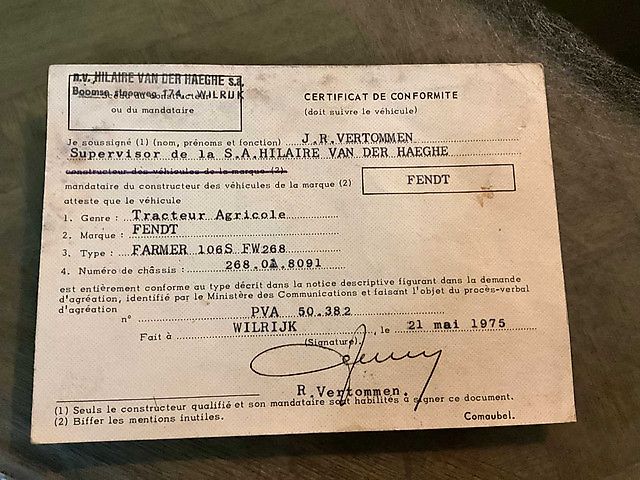 n.v. HILAIRE VAN DER HAEGHE s.a.
Boomse steenweg 174 - WILRIJK
ou du mandataire
CERTIFICAT DE CONFORMITE
(doit suivre le véhicule)
Je soussigné (1) (nom, prénoms et fonction) J.R.VERTOMMEN
Supervisor de la S.A.HILAIRE VAN DER HAEGHE
constructeur des véhicules de la marque (2)
mandataire du constructeur des véhicules de la marque (2) FENDT
atteste que le véhicule
1. Genre : Tracteur Agricole
2. Marque : FENDT
3. Type : FARMER 106S FW268
4. Numéro de châssis : 268.01.8091
est entièrement conforme au type décrit dans la notice descriptive figurant dans la demande
d'agréation, identifié par le Ministère des Communications et faisant l'objet du procès-verbal
d'agréation
n° PVA 50.382
Fait à WILRIJK, le 21 mai 1975
(Signature).
R.Vertommen.
(1) Seuls le constructeur qualifié et son mandataire sont habilités à signer ce document.
(2) Biffer les mentions inutiles. Comaubel.